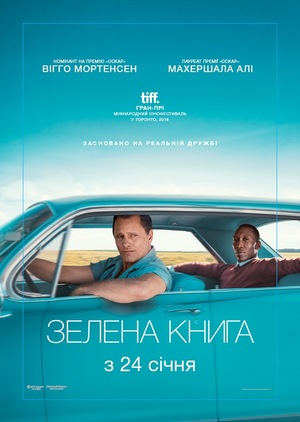 НОМІНАНТ НА ПРЕМІЮ «ОСКАР»
ВІГГО МОРТЕНСЕН
ЛАУРЕАТ ПРЕМІЇ «ОСКАР»
МАХЕРШАЛА АЛІ
tiff.
ГРАН-ПРІ
МІЖНАРОДНИЙ КІНОФЕСТИВАЛЬ
У ТОРОНТО, 2018
ЗАСНОВАНО НА РЕАЛЬНІЙ ДРУЖБІ
ЗЕЛЕНА КНИГА
з 24 січня